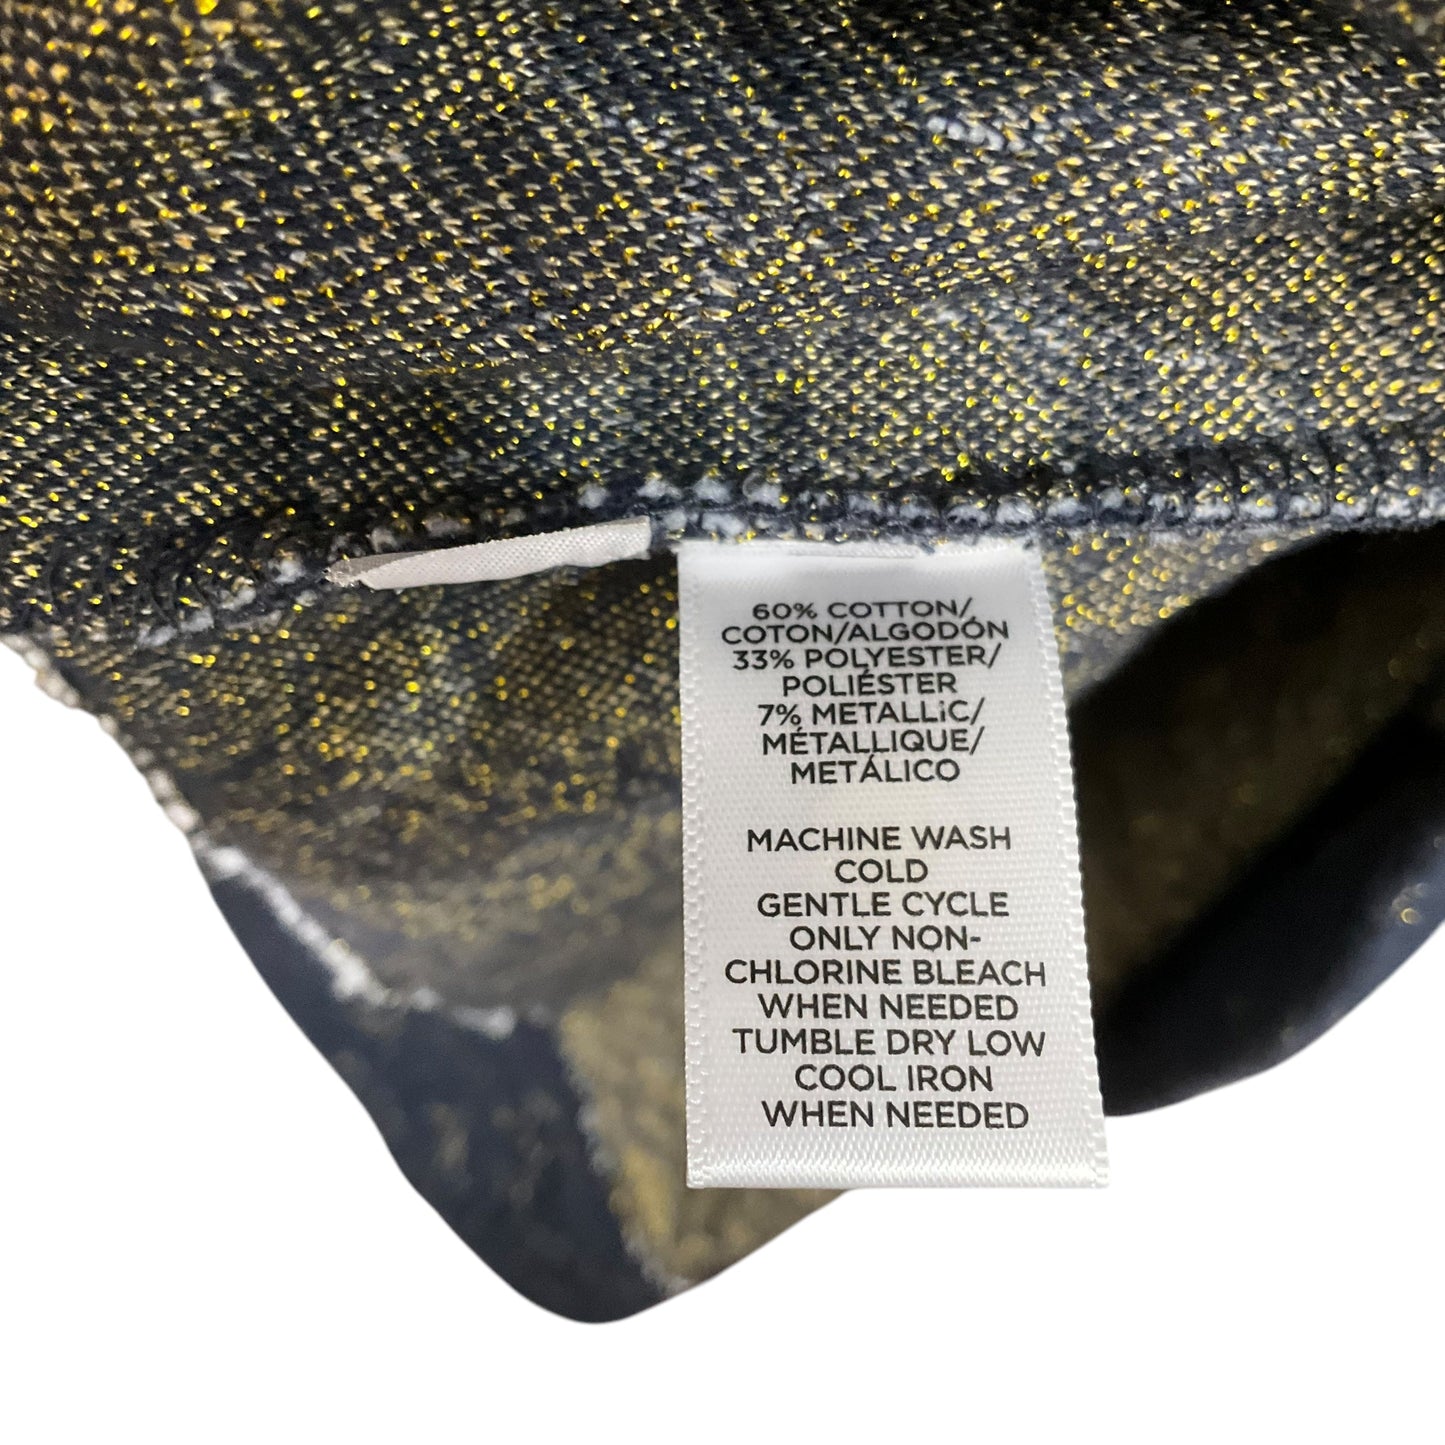 60% COTTON/
COTON/ALGODÓN
33% POLYESTER/
POLIÉSTER
7% METALLiC/
MÉTALLIQUE/
METÁLICO
MACHINE WASH
COLD
GENTLE CYCLE
ONLY NON-
CHLORINE BLEACH
WHEN NEEDED
TUMBLE DRY LOW
COOL IRON
WHEN NEEDED